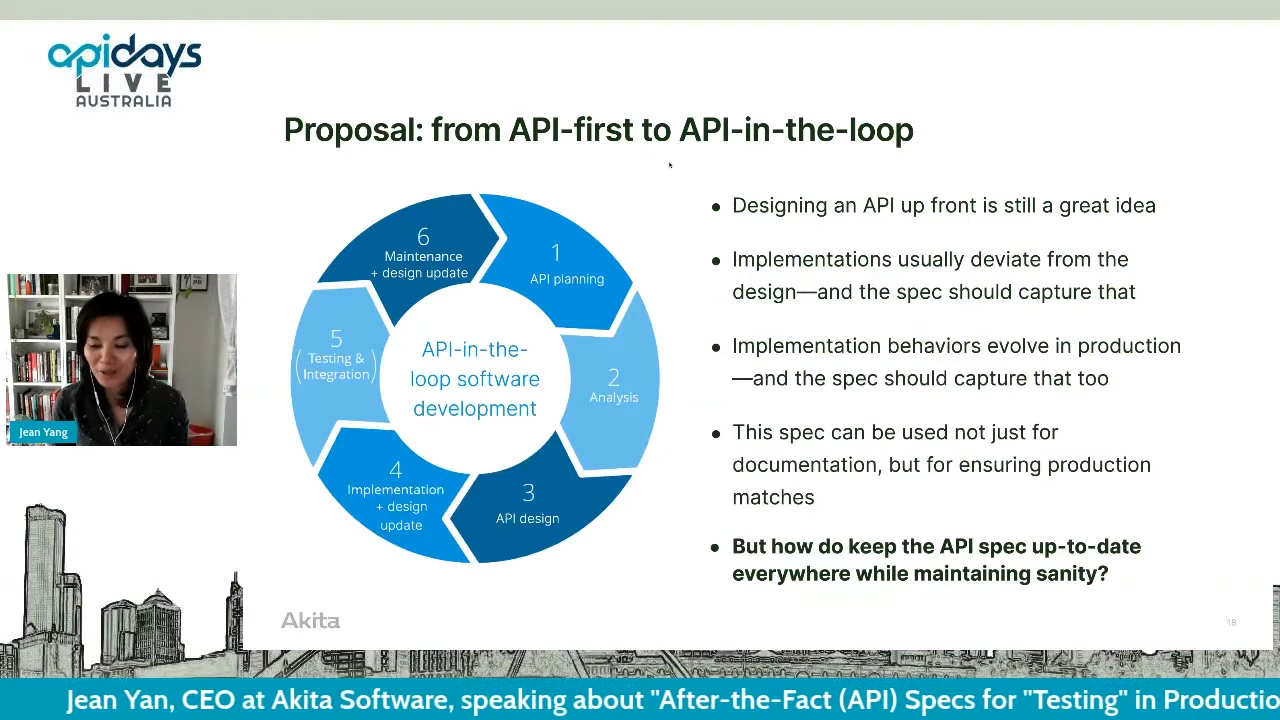 apidays
LIVE
AUSTRALIA
Proposal: from API-first to API-in-the-loop
6
Maintenance
+ design update
1
API planning
5
( Testing & )
Integration
API-in-the-
loop software
development
2
Analysis
4
Implementation
+ design
update
3
API design
• Designing an API up front is still a great idea
• Implementations usually deviate from the
design—and the spec should capture that
• Implementation behaviors evolve in production
—and the spec should capture that too
• This spec can be used not just for
documentation, but for ensuring production
matches
• But how do keep the API spec up-to-date
everywhere while maintaining sanity?
Jean Yang
Akita
18
Jean Yan, CEO at Akita Software, speaking about "After-the-Fact (API) Specs for "Testing" in Productio